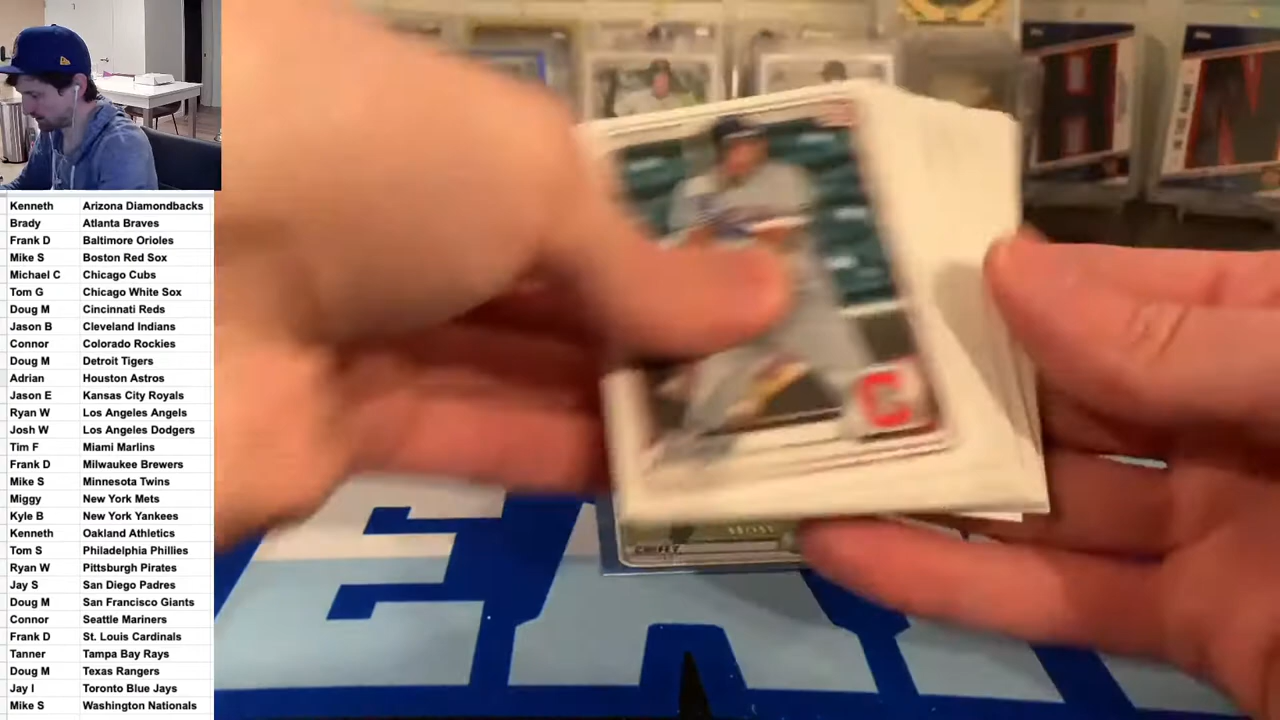 Kenneth Arizona Diamondbacks
Brady Atlanta Braves
Frank D Baltimore Orioles
Mike S Boston Red Sox
Michael C Chicago Cubs
Tom G Chicago White Sox
Doug M Cincinnati Reds
Jason B Cleveland Indians
Connor Colorado Rockies
Doug M Detroit Tigers
Adrian Houston Astros
Jason E Kansas City Royals
Ryan W Los Angeles Angels
Josh W Los Angeles Dodgers
Tim F Miami Marlins
Frank D Milwaukee Brewers
Mike S Minnesota Twins
Miggy New York Mets
Kyle B New York Yankees
Kenneth Oakland Athletics
Tom S Philadelphia Phillies
Ryan W Pittsburgh Pirates
Jay S San Diego Padres
Doug M San Francisco Giants
Connor Seattle Mariners
Frank D St. Louis Cardinals
Tanner Tampa Bay Rays
Doug M Texas Rangers
Jay I Toronto Blue Jays
Mike S Washington Nationals
C